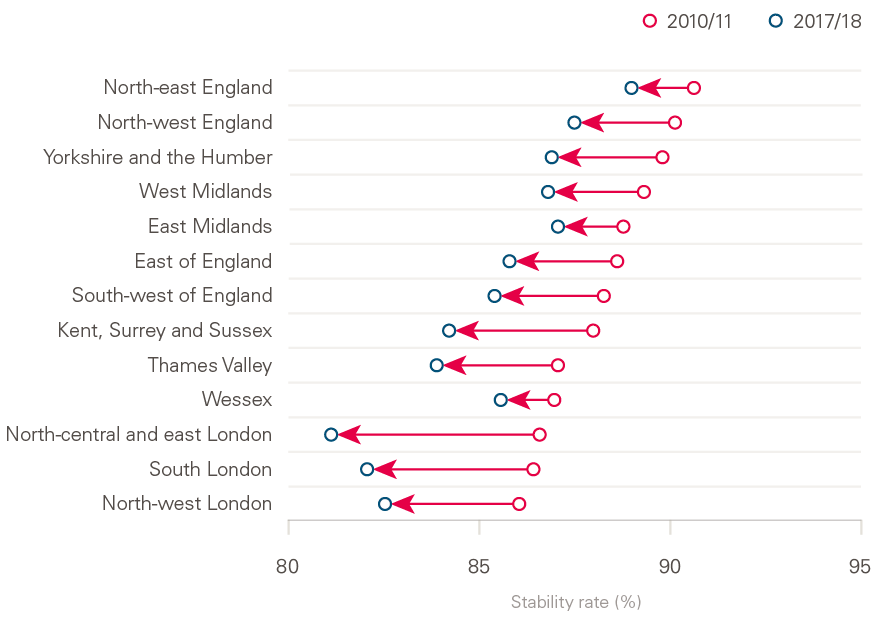 2010/11 2017/18
North-east England
North-west England
Yorkshire and the Humber
West Midlands
East Midlands
East of England
South-west of England
Kent, Surrey and Sussex
Thames Valley
Wessex
North-central and east London
South London
North-west London
80 85 90 95
Stability rate (%)